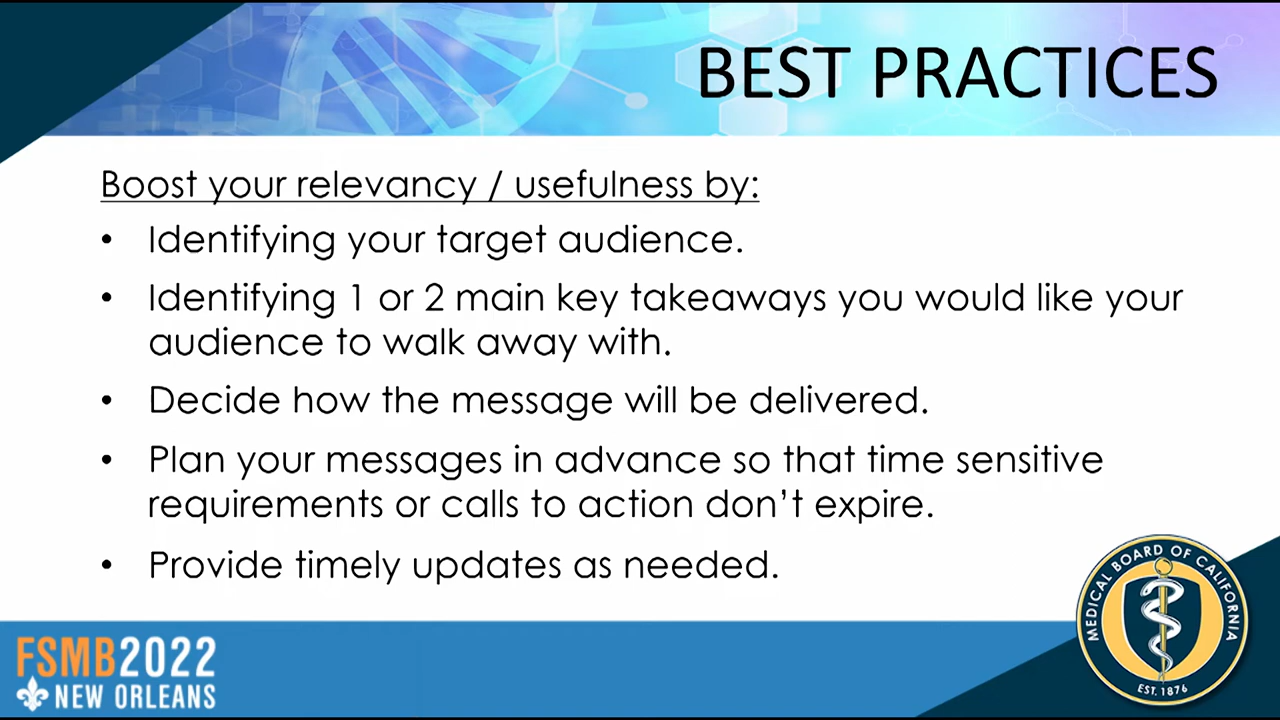 BEST PRACTICES
Boost your relevancy / usefulness by:
• Identifying your target audience.
• Identifying 1 or 2 main key takeaways you would like your
audience to walk away with.
• Decide how the message will be delivered.
• Plan your messages in advance so that time sensitive
requirements or calls to action don’t expire.
• Provide timely updates as needed.
FSMB2022
NEW ORLEANS
MEDICAL BOARD OF CALIFORNIA
EST. 1876